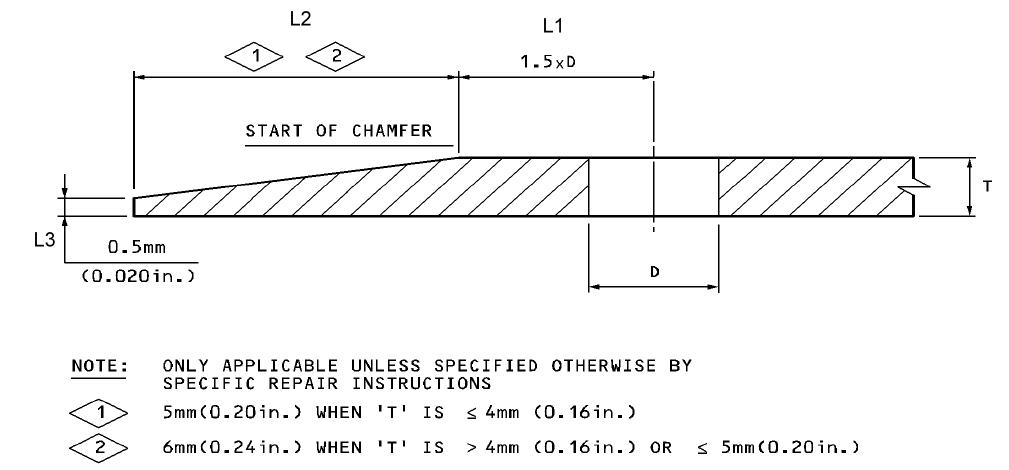 L2
L1
1 2
1.5xD
START OF CHAMFER
T
L3
0.5mm
(0.020in.)
D
NOTE: ONLY APPLICABLE UNLESS SPECIFIED OTHERWISE BY
SPECIFIC REPAIR INSTRUCTIONS
1 5mm(0.20in.) WHEN 'T' IS ≤ 4mm (0.16in.)
2 6mm(0.24in.) WHEN 'T' IS > 4mm (0.16in.) OR ≤ 5mm(0.20in.)